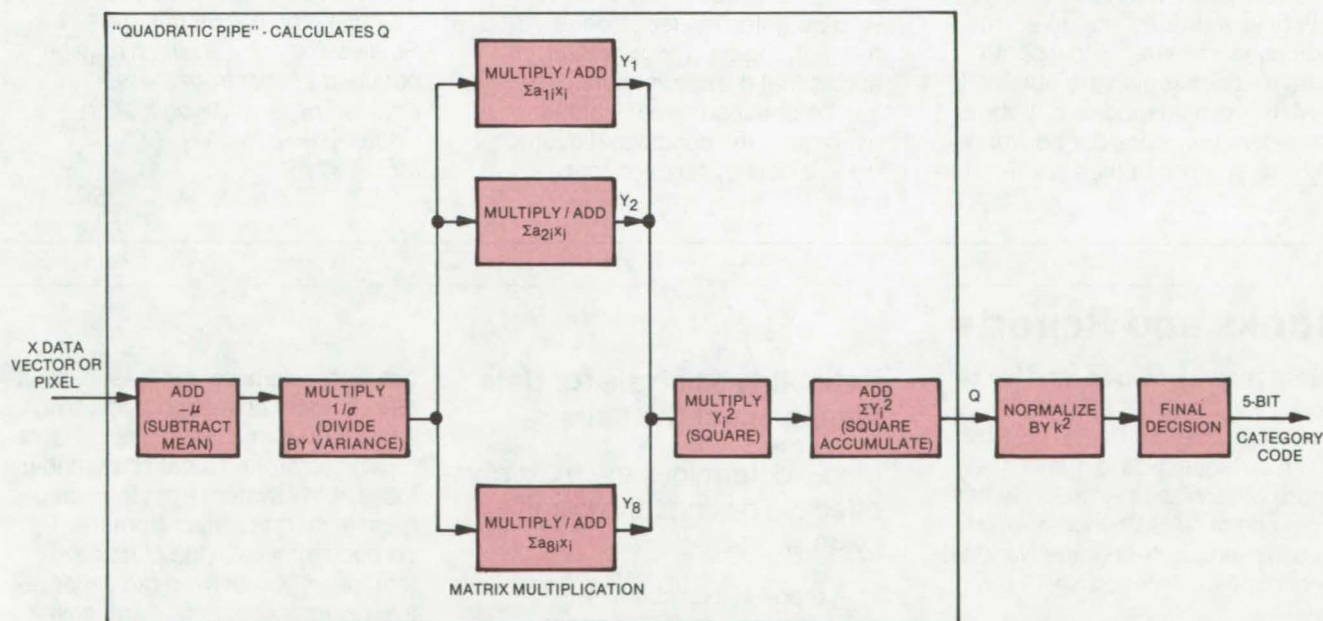 "QUADRATIC PIPE" - CALCULATES Q
MULTIPLY / ADD
Σa1ixi
Y1
MULTIPLY / ADD
Σa2ixi
Y2
X DATA
VECTOR OR
PIXEL
ADD
−μ
(SUBTRACT
MEAN)
MULTIPLY
1/σ
(DIVIDE
BY VARIANCE)
MULTIPLY / ADD
Σa8ixi
Y8
MATRIX MULTIPLICATION
MULTIPLY
Yi2
(SQUARE)
ADD
ΣYi2
(SQUARE
ACCUMULATE)
Q
NORMALIZE
BY k2
FINAL
DECISION
5-BIT
CATEGORY
CODE